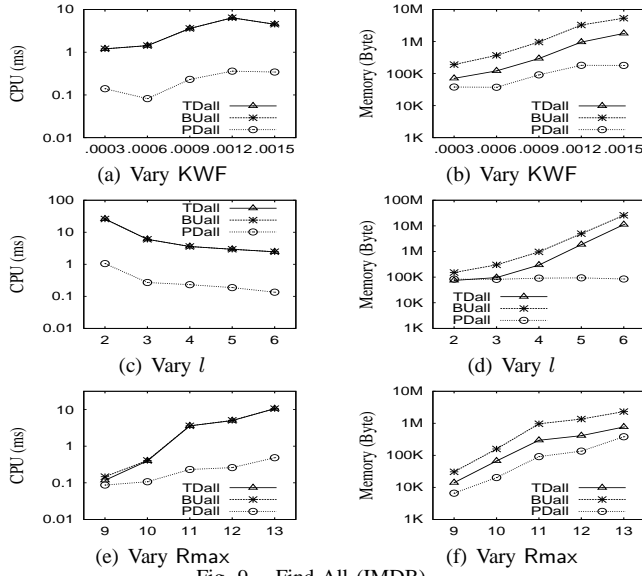 CPU (ms)
10
1
0.1
0.01
TDall
BUall
PDall
.0003 .0006 .0009 .0012 .0015
(a) Vary KWF
Memory (Byte)
10M
1M
100K
10K
1K
TDall
BUall
PDall
.0003 .0006 .0009 .0012 .0015
(b) Vary KWF
CPU (ms)
100
10
1
0.1
0.01
TDall
BUall
PDall
2 3 4 5 6
(c) Vary l
Memory (Byte)
100M
10M
1M
100K
10K
1K
TDall
BUall
PDall
2 3 4 5 6
(d) Vary l
CPU (ms)
10
1
0.1
0.01
TDall
BUall
PDall
9 10 11 12 13
(e) Vary Rmax
Memory (Byte)
10M
1M
100K
10K
1K
TDall
BUall
PDall
9 10 11 12 13
(f) Vary Rmax
Fig. 9. Find All (IMDB)